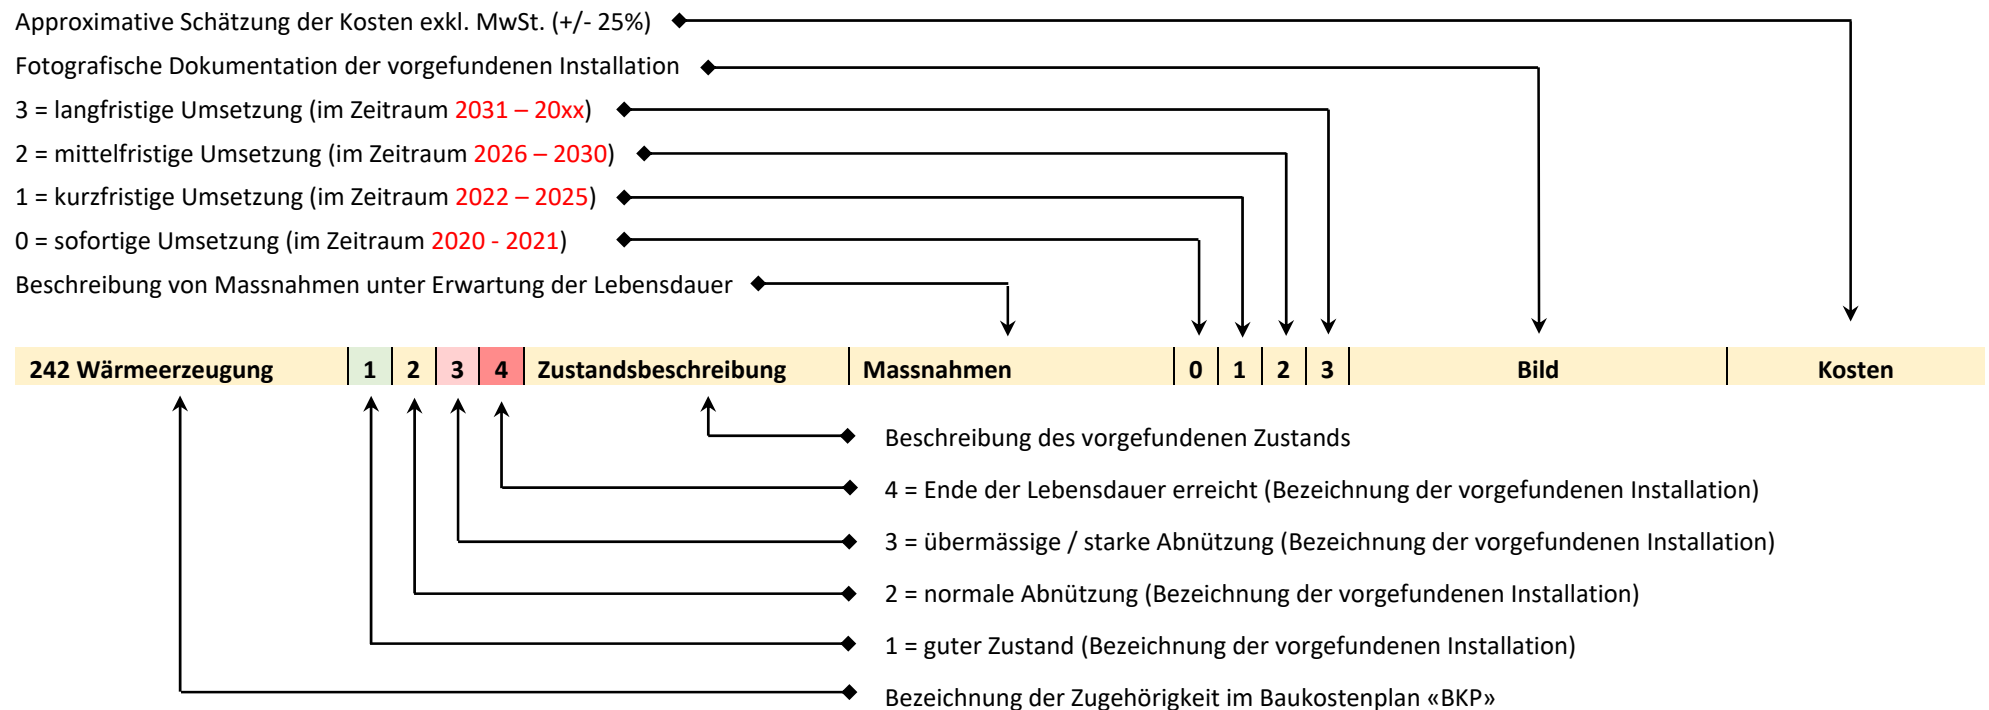 Approximative Schätzung der Kosten exkl. MwSt. (+/- 25%)
Fotografische Dokumentation der vorgefundenen Installation
3 = langfristige Umsetzung (im Zeitraum 2031 – 20xx)
2 = mittelfristige Umsetzung (im Zeitraum 2026 – 2030)
1 = kurzfristige Umsetzung (im Zeitraum 2022 – 2025)
0 = sofortige Umsetzung (im Zeitraum 2020 - 2021)
Beschreibung von Massnahmen unter Erwartung der Lebensdauer
242 Wärmeerzeugung 1 2 3 4 Zustandsbeschreibung Massnahmen 0 1 2 3 Bild Kosten
Beschreibung des vorgefundenen Zustands
4 = Ende der Lebensdauer erreicht (Bezeichnung der vorgefundenen Installation)
3 = übermässige / starke Abnützung (Bezeichnung der vorgefundenen Installation)
2 = normale Abnützung (Bezeichnung der vorgefundenen Installation)
1 = guter Zustand (Bezeichnung der vorgefundenen Installation)
Bezeichnung der Zugehörigkeit im Baukostenplan «BKP»